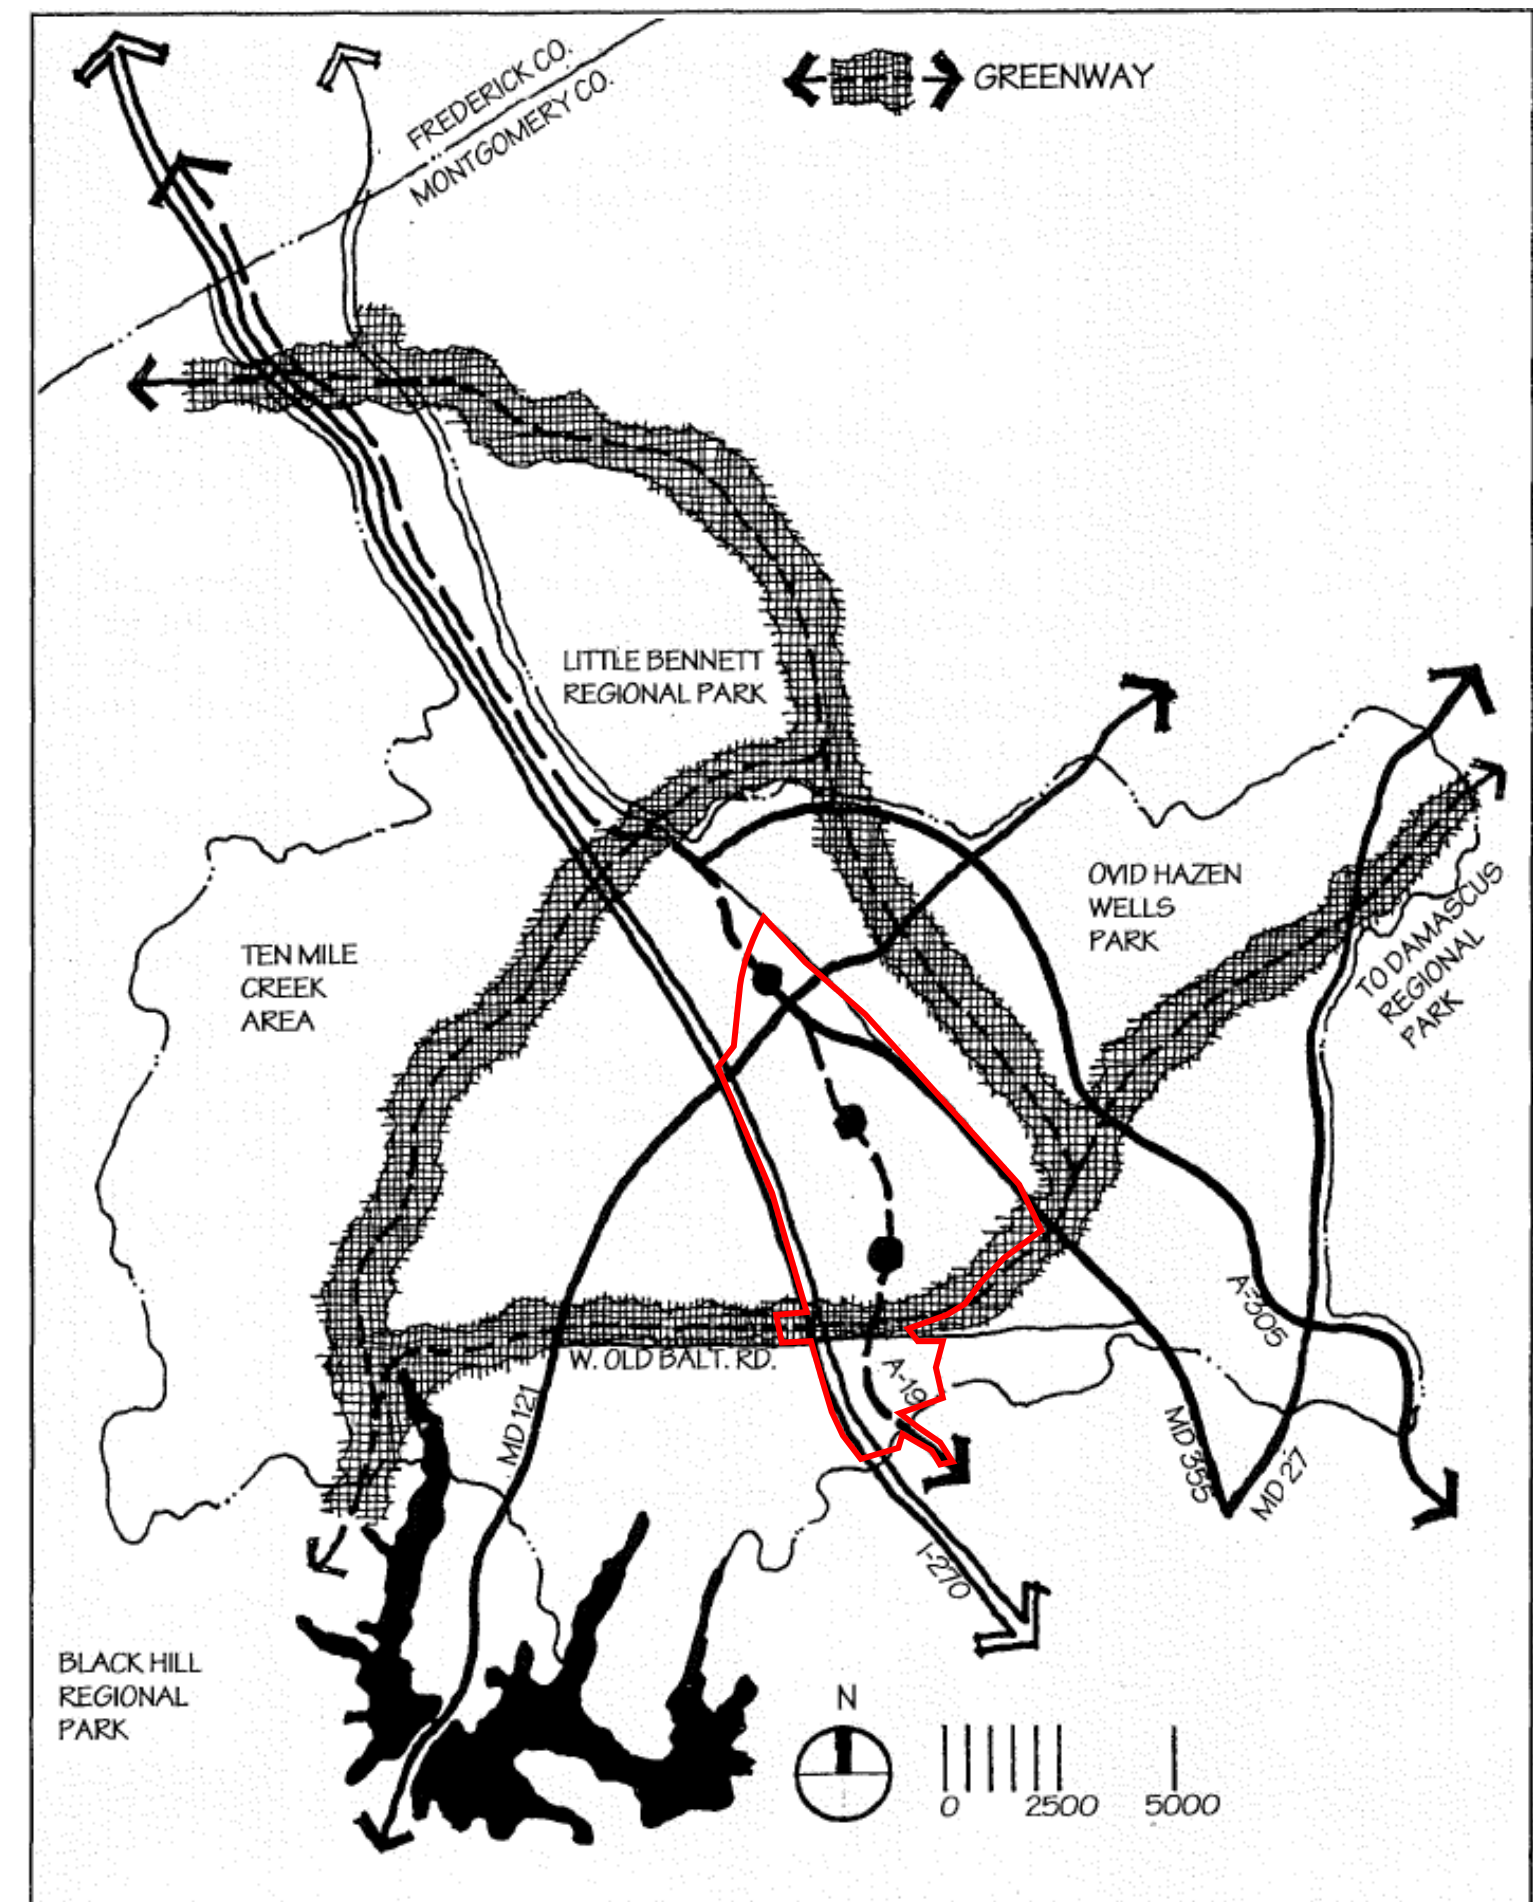 FREDERICK CO.
MONTGOMERY CO.
GREENWAY
LITTLE BENNETT
REGIONAL PARK
OVID HAZEN
WELLS
PARK
TEN MILE
CREEK
AREA
TO DAMASCUS
REGIONAL
PARK
A-305
W. OLD BALT. RD.
A-19
MD 121
MD 355
MD 27
I-270
BLACK HILL
REGIONAL
PARK
N
0 2500 5000